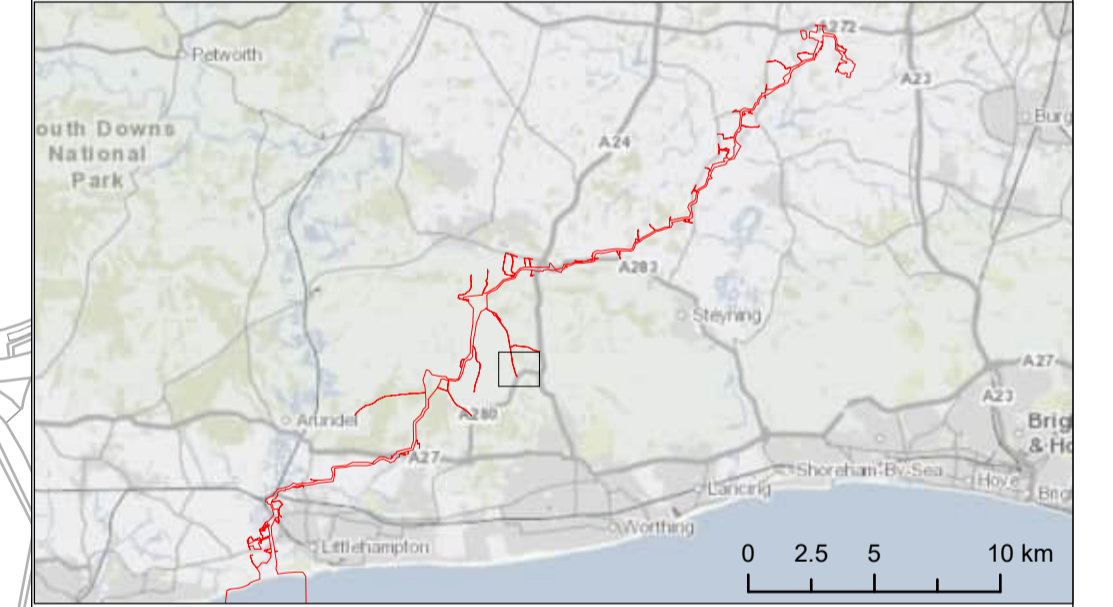 A272
Petworth
A23
Burg
outh Downs
National
Park
A24
A283
Steyning
A27
A23
Arundel
A280
Brig
& Ho
A27
Shoreham-By-Sea
Hove
Lancing
Brig
Worthing
Littlehampton
0 2.5 5 10 km